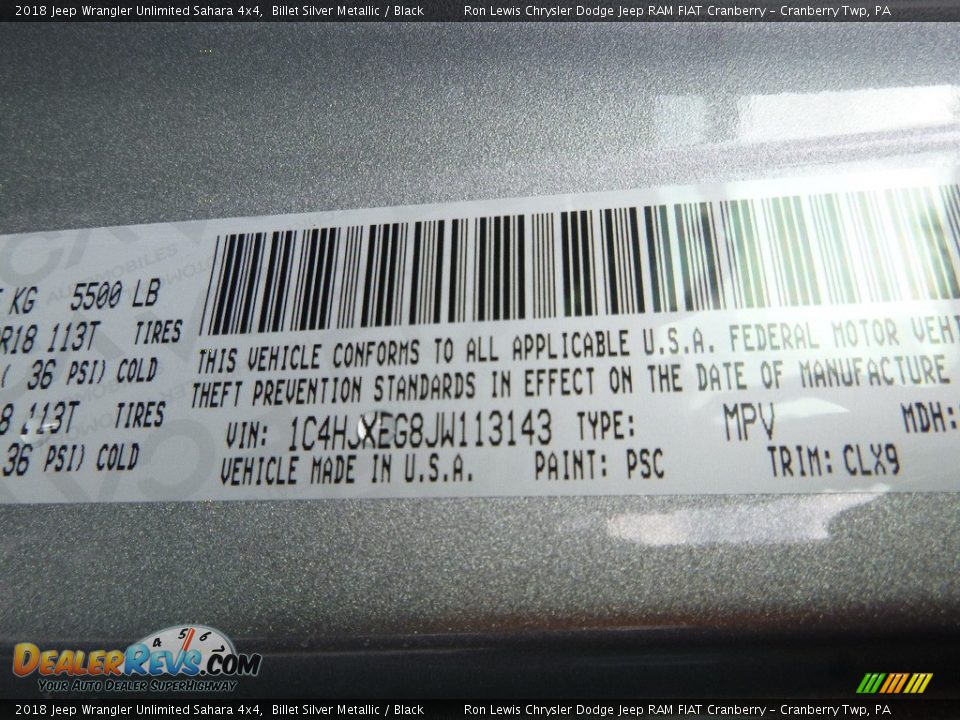 2018 Jeep Wrangler Unlimited Sahara 4x4, Billet Silver Metallic / Black Ron Lewis Chrysler Dodge Jeep RAM FIAT Cranberry - Cranberry Twp, PA
KG 5500 LB
R18 113T TIRES
( 36 PSI) COLD
8 113T TIRES
36 PSI) COLD
THIS VEHICLE CONFORMS TO ALL APPLICABLE U.S.A. FEDERAL MOTOR VEHI
THEFT PREVENTION STANDARDS IN EFFECT ON THE DATE OF MANUFACTURE
VIN: 1C4HJXEG8JW113143 TYPE: MPV MDH:
VEHICLE MADE IN U.S.A. PAINT: PSC TRIM: CLX9
4 5 6
DEALERREVS.COM
YOUR AUTO DEALER SUPERHIGHWAY
2018 Jeep Wrangler Unlimited Sahara 4x4, Billet Silver Metallic / Black Ron Lewis Chrysler Dodge Jeep RAM FIAT Cranberry - Cranberry Twp, PA